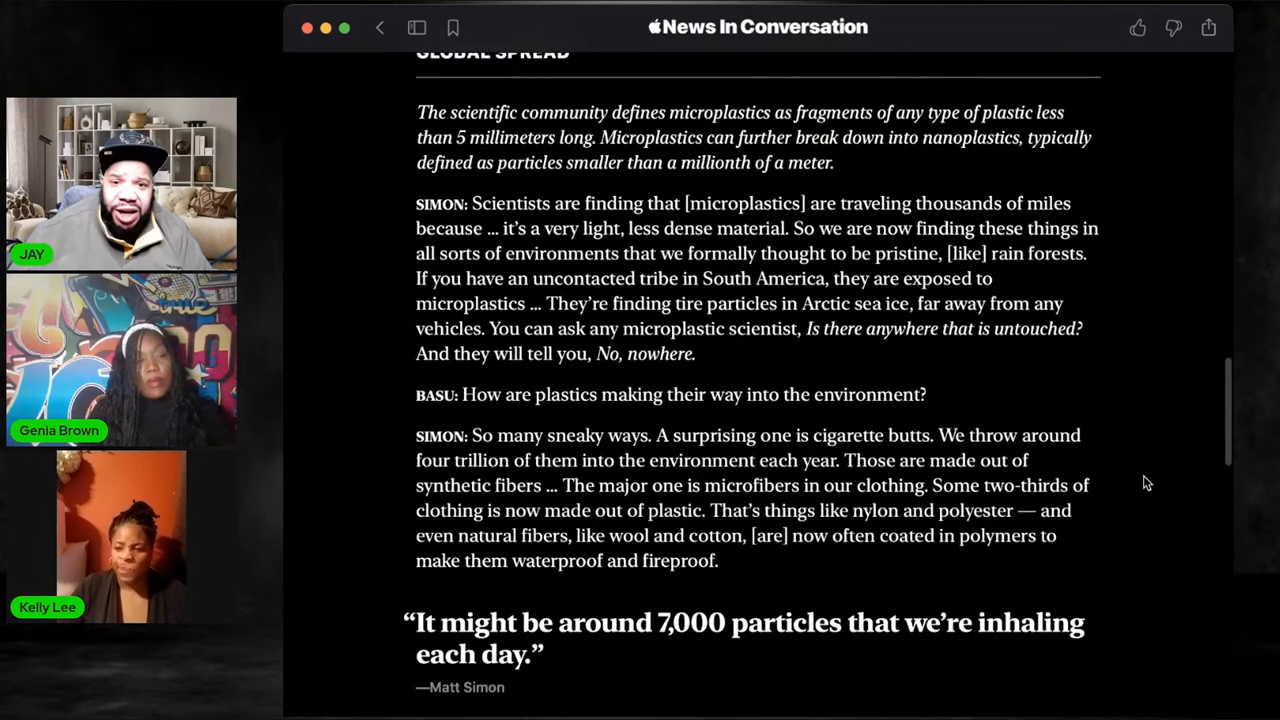 News In Conversation
GLOBAL SPREAD
The scientific community defines microplastics as fragments of any type of plastic less
than 5 millimeters long. Microplastics can further break down into nanoplastics, typically
defined as particles smaller than a millionth of a meter.
SIMON: Scientists are finding that [microplastics] are traveling thousands of miles
because ... it's a very light, less dense material. So we are now finding these things in
all sorts of environments that we formally thought to be pristine, [like] rain forests.
If you have an uncontacted tribe in South America, they are exposed to
microplastics ... They're finding tire particles in Arctic sea ice, far away from any
vehicles. You can ask any microplastic scientist, Is there anywhere that is untouched?
And they will tell you, No, nowhere.
BASU: How are plastics making their way into the environment?
SIMON: So many sneaky ways. A surprising one is cigarette butts. We throw around
four trillion of them into the environment each year. Those are made out of
synthetic fibers ... The major one is microfibers in our clothing. Some two-thirds of
clothing is now made out of plastic. That's things like nylon and polyester — and
even natural fibers, like wool and cotton, [are] now often coated in polymers to
make them waterproof and fireproof.
“It might be around 7,000 particles that we're inhaling
each day.”
—Matt Simon
JAY
true
Genia Brown
Kelly Lee